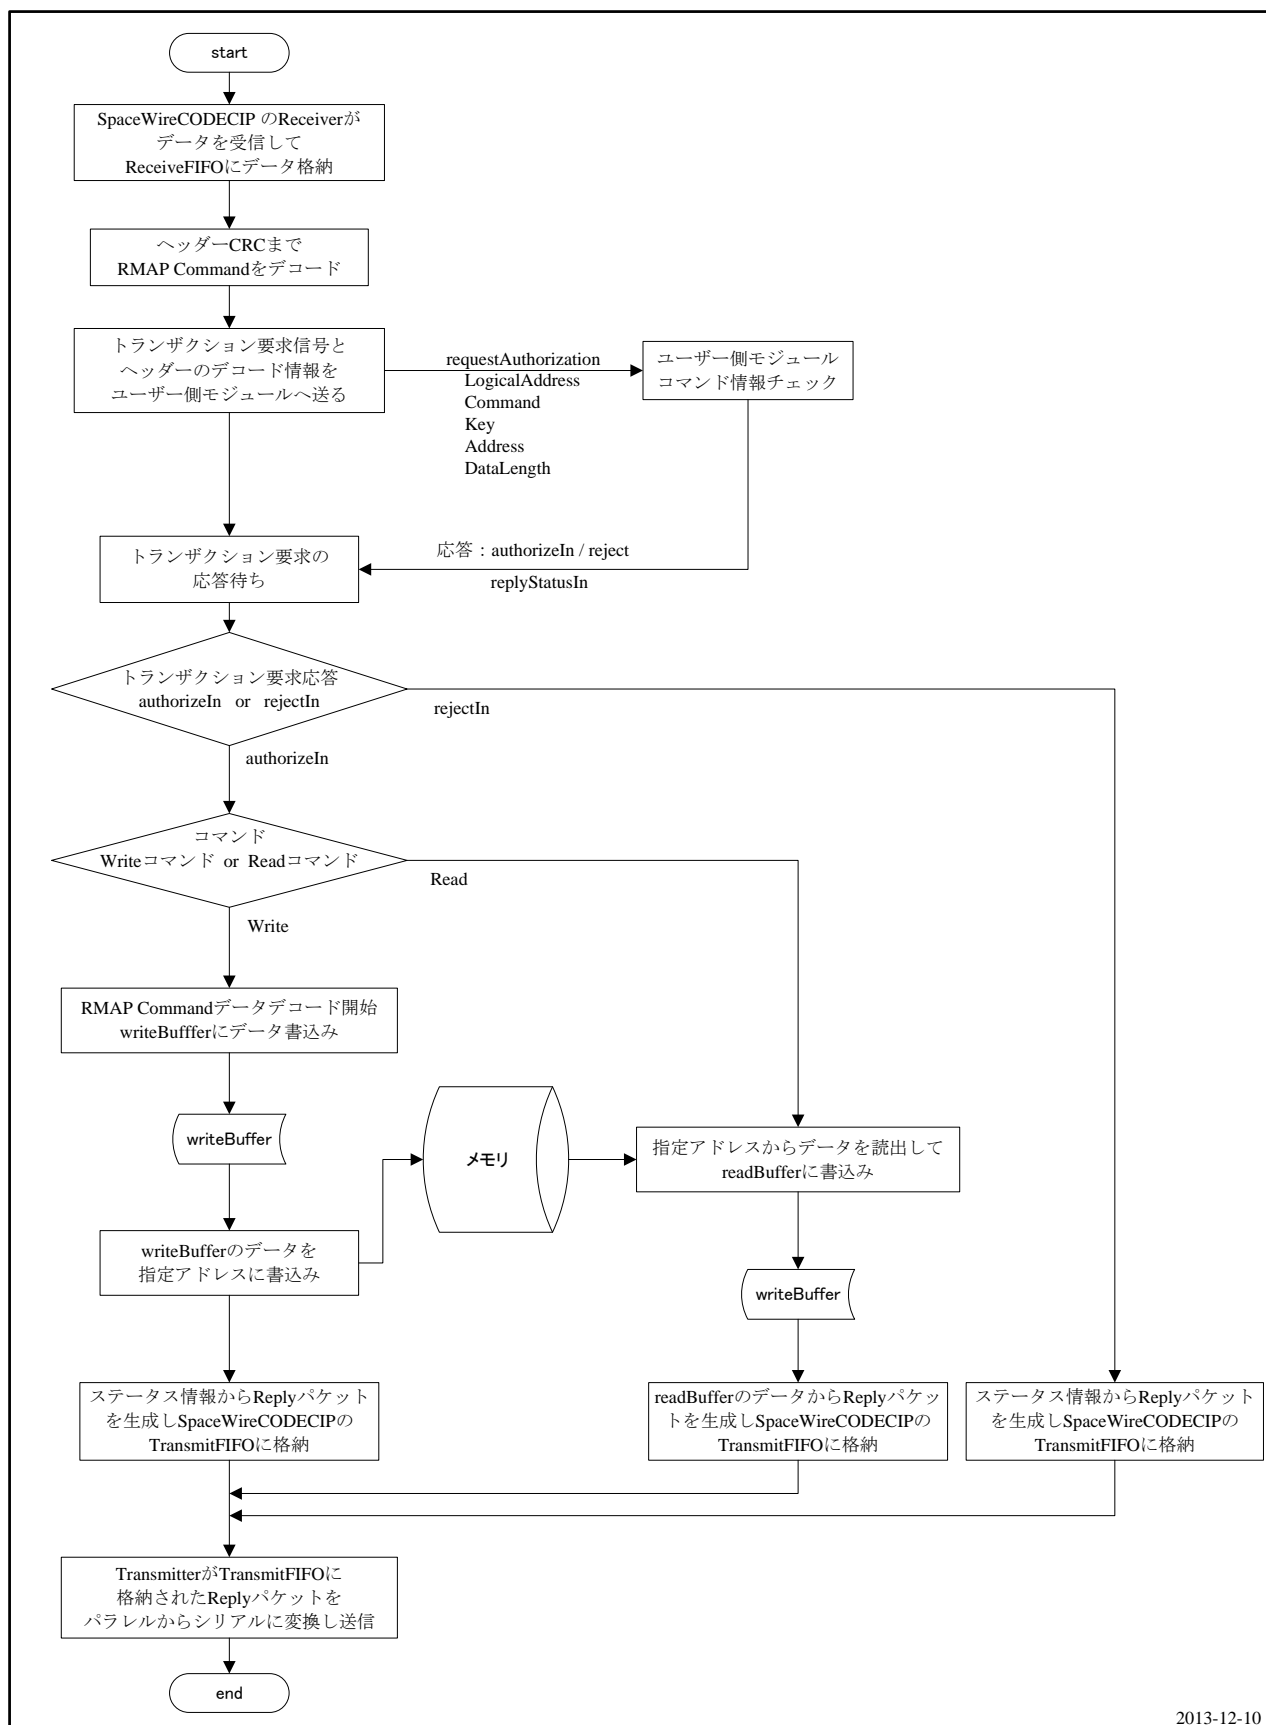 start
SpaceWireCODECIP のReceiverが
データを受信して
ReceiveFIFOにデータ格納
ヘッダーCRCまで
RMAP Commandをデコード
トランザクション要求信号と
ヘッダーのデコード情報を
ユーザー側モジュールへ送る
requestAuthorization
LogicalAddress
Command
Key
Address
DataLength
ユーザー側モジュール
コマンド情報チェック
トランザクション要求の
応答待ち
応答：authorizeIn / reject
replyStatusIn
トランザクション要求応答
authorizeIn or rejectIn
rejectIn
authorizeIn
コマンド
Writeコマンド or Readコマンド
Read
Write
RMAP Commandデータデコード開始
writeBuffferにデータ書込み
writeBuffer
メモリ
指定アドレスからデータを読出して
readBufferに書込み
writeBufferのデータを
指定アドレスに書込み
writeBuffer
ステータス情報からReplyパケット
を生成しSpaceWireCODECIPの
TransmitFIFOに格納
readBufferのデータからReplyパケッ
トを生成しSpaceWireCODECIPの
TransmitFIFOに格納
ステータス情報からReplyパケット
を生成しSpaceWireCODECIPの
TransmitFIFOに格納
TransmitterがTransmitFIFOに
格納されたReplyパケットを
パラレルからシリアルに変換し送信
end
2013-12-10